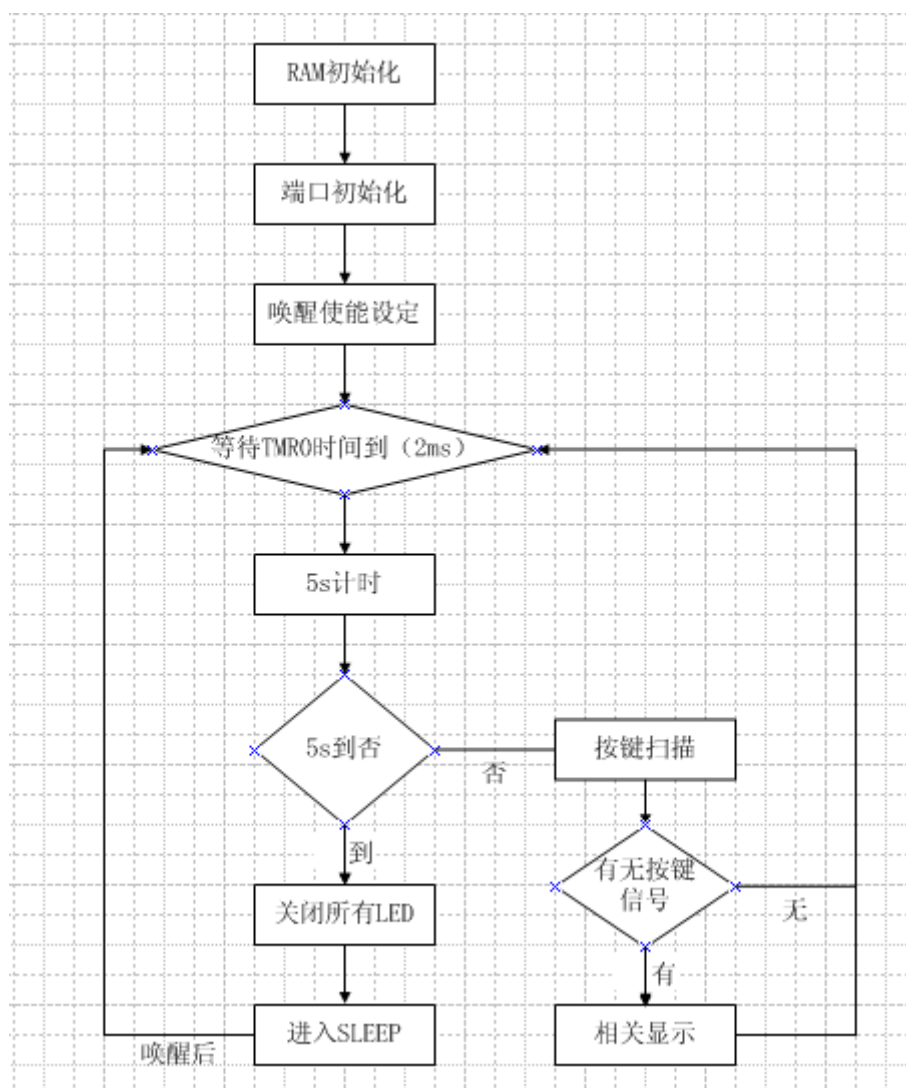 RAM初始化
端口初始化
唤醒使能设定
等待TMR0时间到（2ms）
5s计时
5s到否
否
按键扫描
到
有无按键
信号
无
关闭所有LED
有
进入SLEEP
相关显示
唤醒后